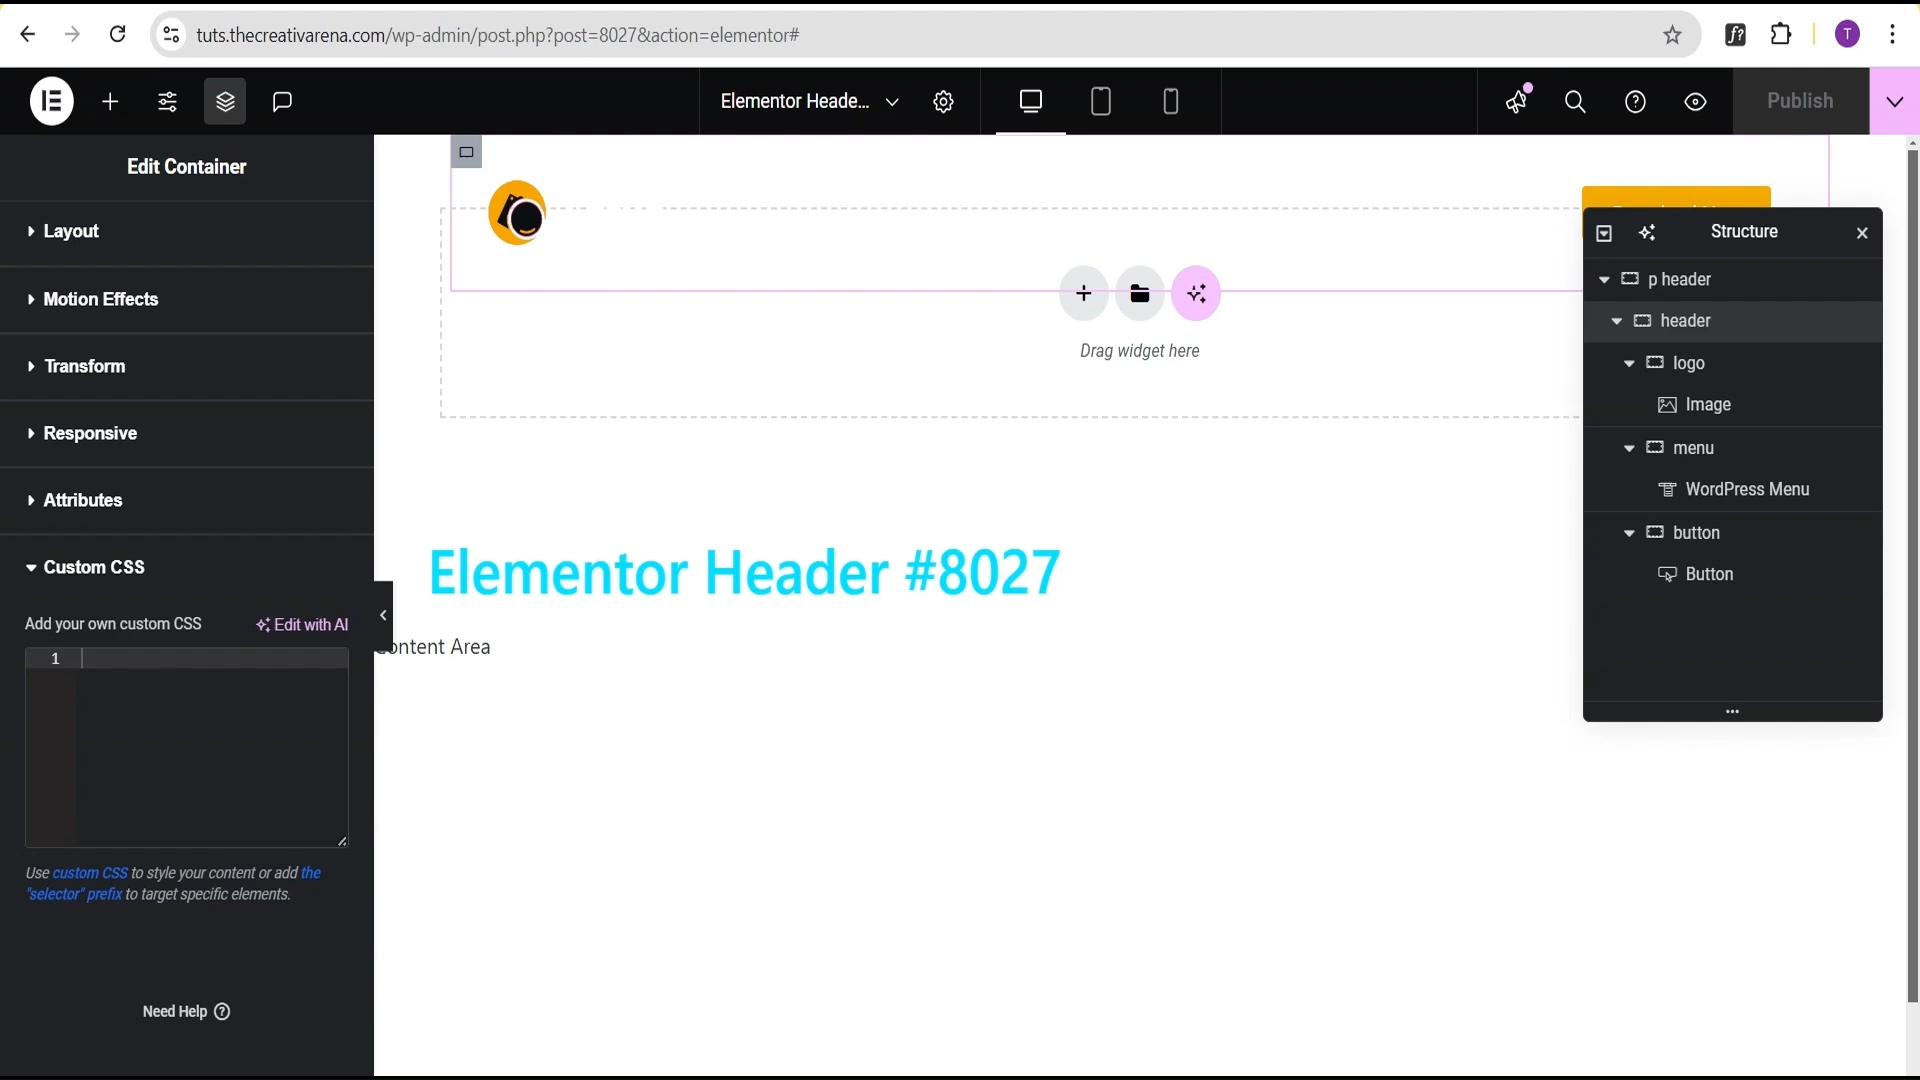 tuts.thecreativarena.com/wp-admin/post.php?post=8027&action=elementor#
T
Elementor Heade...
Publish
Edit Container
Layout
Motion Effects
Transform
Responsive
Attributes
Custom CSS
Add your own custom CSS
Edit with AI
1
Use custom CSS to style your content or add the
"selector" prefix to target specific elements.
Need Help
Drag widget here
Elementor Header #8027
ontent Area
Structure
p header
header
logo
Image
menu
WordPress Menu
button
Button